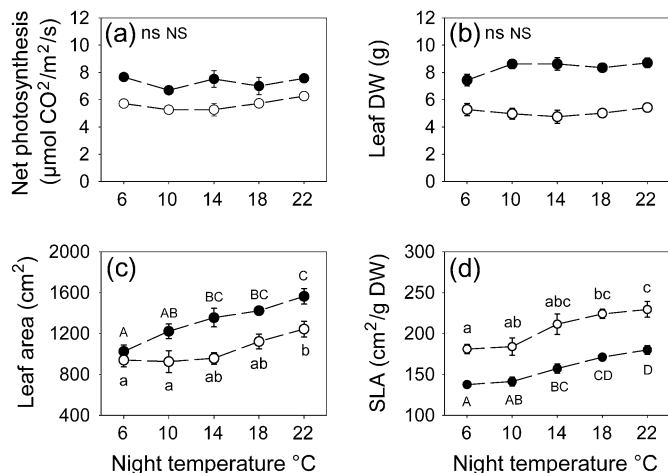 (a) ns NS
Net photosynthesis
(μmol CO2/m2/s)
12
10
8
6
4
2
0
6 10 14 18 22
(b) ns NS
Leaf DW (g)
12
10
8
6
4
2
0
6 10 14 18 22
(c)
Leaf area (cm2)
2000
1600
1200
800
400
A AB BC BC C
a a ab ab b
6 10 14 18 22
Night temperature °C
(d)
SLA (cm2/g DW)
300
250
200
150
100
a ab abc bc c
A AB BC CD D
6 10 14 18 22
Night temperature °C